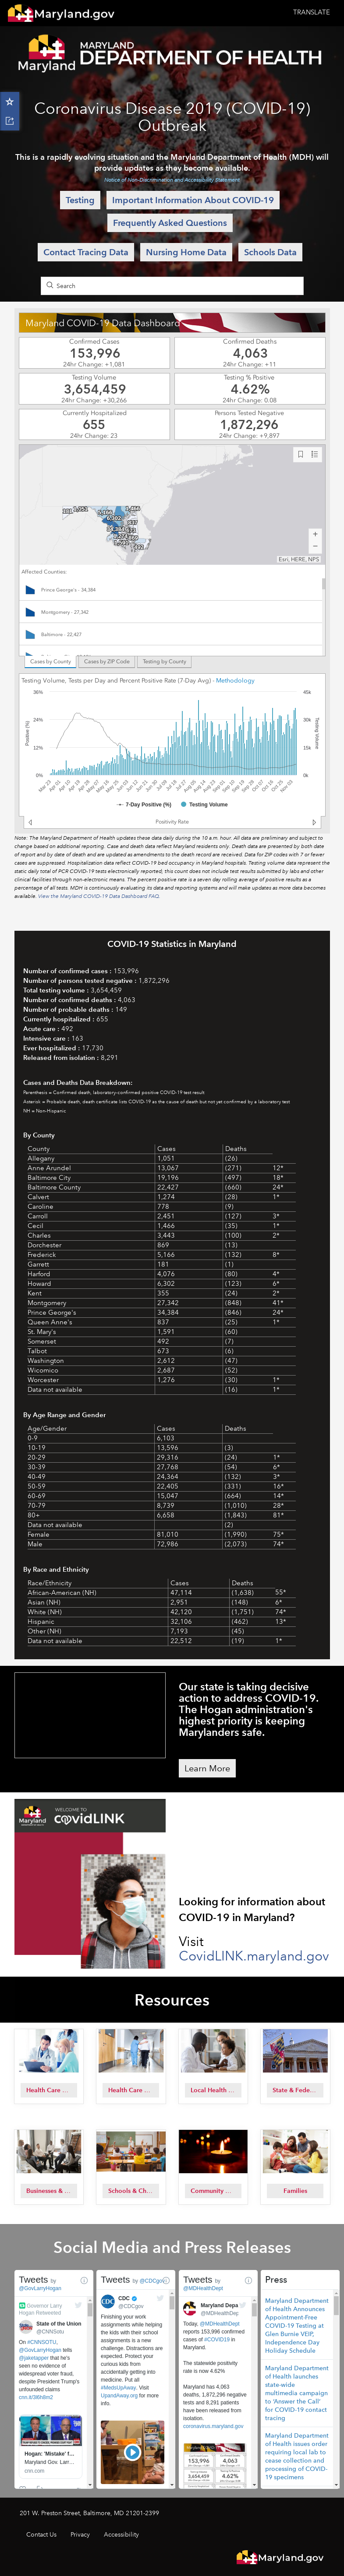 Maryland.gov
TRANSLATE
Maryland
MARYLAND
DEPARTMENT OF HEALTH
Coronavirus Disease 2019 (COVID-19)
Outbreak
This is a rapidly evolving situation and the Maryland Department of Health (MDH) will
provide updates as they become available.
Notice of Non-Discrimination and Accessibility Statement
Testing
Important Information About COVID-19
Frequently Asked Questions
Contact Tracing Data
Nursing Home Data
Schools Data
Search
Maryland COVID-19 Data Dashboard
Confirmed Cases
153,996
24hr Change: +1,081
Confirmed Deaths
4,063
24hr Change: +11
Testing Volume
3,654,459
24hr Change: +30,266
Testing % Positive
4.62%
24hr Change: 0.08
Currently Hospitalized
655
24hr Change: 23
Persons Tested Negative
1,872,296
24hr Change: +9,897
Esri, HERE, NPS
Affected Counties:
Prince George's - 34,384
Montgomery - 27,342
Baltimore - 22,427
Cases by County
Cases by ZIP Code
Testing by County
Testing Volume, Tests per Day and Percent Positive Rate (7-Day Avg) - Methodology
Positivity (%)
36%
24%
12%
0%
45k
30k
15k
0k
Testing Volume
7-Day Positive (%)
Testing Volume
Positivity Rate
Note: The Maryland Department of Health updates these data daily during the 10 a.m. hour. All data are preliminary and subject to
change based on additional reporting. Case and death data reflect Maryland residents only. Death data may be amended by both date
of report and by date of death and are updated as amendments to death records are received. Data for ZIP codes with 7 or fewer
cases are suppressed. Hospitalization data reflect COVID-19 bed occupancy in Maryland hospitals. Testing volume data represent the
static daily total of PCR COVID-19 tests electronically reported; this count does not include results submitted by labs and other
clinical facilities through non-electronic means. The percent positive rate is a seven day rolling average of positive results as a
percentage of all tests. MDH is continually evaluating its data and reporting systems and will make updates as more data becomes
available. View the Maryland COVID-19 Data Dashboard FAQ.
COVID-19 Statistics in Maryland
Number of confirmed cases : 153,996
Number of persons tested negative : 1,872,296
Total testing volume : 3,654,459
Number of confirmed deaths : 4,063
Number of probable deaths : 149
Currently hospitalized : 655
Acute care : 492
Intensive care : 163
Ever hospitalized : 17,730
Released from isolation : 8,291
Cases and Deaths Data Breakdown:
Parenthesis = Confirmed death, laboratory-confirmed positive COVID-19 test result
Asterisk = Probable death, death certificate lists COVID-19 as the cause of death but not yet confirmed by a laboratory test
NH = Non-Hispanic
By County
County Cases Deaths
Allegany 1,051 (26)
Anne Arundel 13,067 (271) 12*
Baltimore City 19,196 (497) 18*
Baltimore County 22,427 (660) 24*
Calvert 1,274 (28) 1*
Caroline 778 (9)
Carroll 2,451 (127) 3*
Cecil 1,466 (35) 1*
Charles 3,443 (100) 2*
Dorchester 869 (13)
Frederick 5,166 (132) 8*
Garrett 181 (1)
Harford 4,076 (80) 4*
Howard 6,302 (123) 6*
Kent 355 (24) 2*
Montgomery 27,342 (848) 41*
Prince George's 34,384 (846) 24*
Queen Anne's 837 (25) 1*
St. Mary's 1,591 (60)
Somerset 492 (7)
Talbot 673 (6)
Washington 2,612 (47)
Wicomico 2,687 (52)
Worcester 1,276 (30) 1*
Data not available (16) 1*
By Age Range and Gender
Age/Gender Cases Deaths
0-9 6,103
10-19 13,596 (3)
20-29 29,316 (24) 1*
30-39 27,768 (54) 6*
40-49 24,364 (132) 3*
50-59 22,405 (331) 16*
60-69 15,047 (664) 14*
70-79 8,739 (1,010) 28*
80+ 6,658 (1,843) 81*
Data not available (2)
Female 81,010 (1,990) 75*
Male 72,986 (2,073) 74*
By Race and Ethnicity
Race/Ethnicity Cases Deaths
African-American (NH) 47,114 (1,638) 55*
Asian (NH) 2,951 (148) 6*
White (NH) 42,120 (1,751) 74*
Hispanic 32,106 (462) 13*
Other (NH) 7,193 (45)
Data not available 22,512 (19) 1*
Our state is taking decisive
action to address COVID-19.
The Hogan administration's
highest priority is keeping
Marylanders safe.
Learn More
Maryland
WELCOME TO
covidLINK
Looking for information about
COVID-19 in Maryland?
Visit
CovidLINK.maryland.gov
Resources
Health Care ...
Health Care ...
Local Health ...
State & Fede...
Businesses & ...
Schools & Ch...
Community ...
Families
Social Media and Press Releases
Tweets by
@GovLarryHogan
Governor Larry
Hogan Retweeted
State of the Union
@CNNSotu
On #CNNSOTU,
@GovLarryHogan tells
@jaketapper that he's
seen no evidence of
widespread voter fraud,
despite President Trump's
unfounded claims
Hogan: 'Mistake' f...
Maryland Gov. Larr...
cnn.com
Tweets by @CDCgov
CDC
@CDCgov
Finishing your work
assignments while helping
the kids with their school
assignments is a new
challenge. Distractions are
expected. Protect your
curious kids from
accidentally getting into
medicine. Put all
#MedsUpAway. Visit
UpandAway.org for more
info.
Tweets by
@MDHealthDept
Maryland Depa
@MDHealthDep
Today, @MDHealthDept
reports 153,996 confirmed
cases of #COVID19 in
Maryland.
The statewide positivity
rate is now 4.62%
Maryland has 4,063
deaths, 1,872,296 negative
tests and 8,291 patients
have been released from
isolation.
coronavirus.maryland.gov
153,996
4,063
3,654,459
4.62%
Press
Maryland Department
of Health Announces
Appointment-Free
COVID-19 Testing at
Glen Burnie VEIP,
Independence Day
Holiday Schedule
Maryland Department
of Health launches
state-wide
multimedia campaign
to 'Answer the Call'
for COVID-19 contact
tracing
Maryland Department
of Health issues order
requiring local lab to
cease collection and
processing of COVID-
19 specimens
201 W. Preston Street, Baltimore, MD 21201-2399
Contact Us
Privacy
Accessibility
Maryland.gov